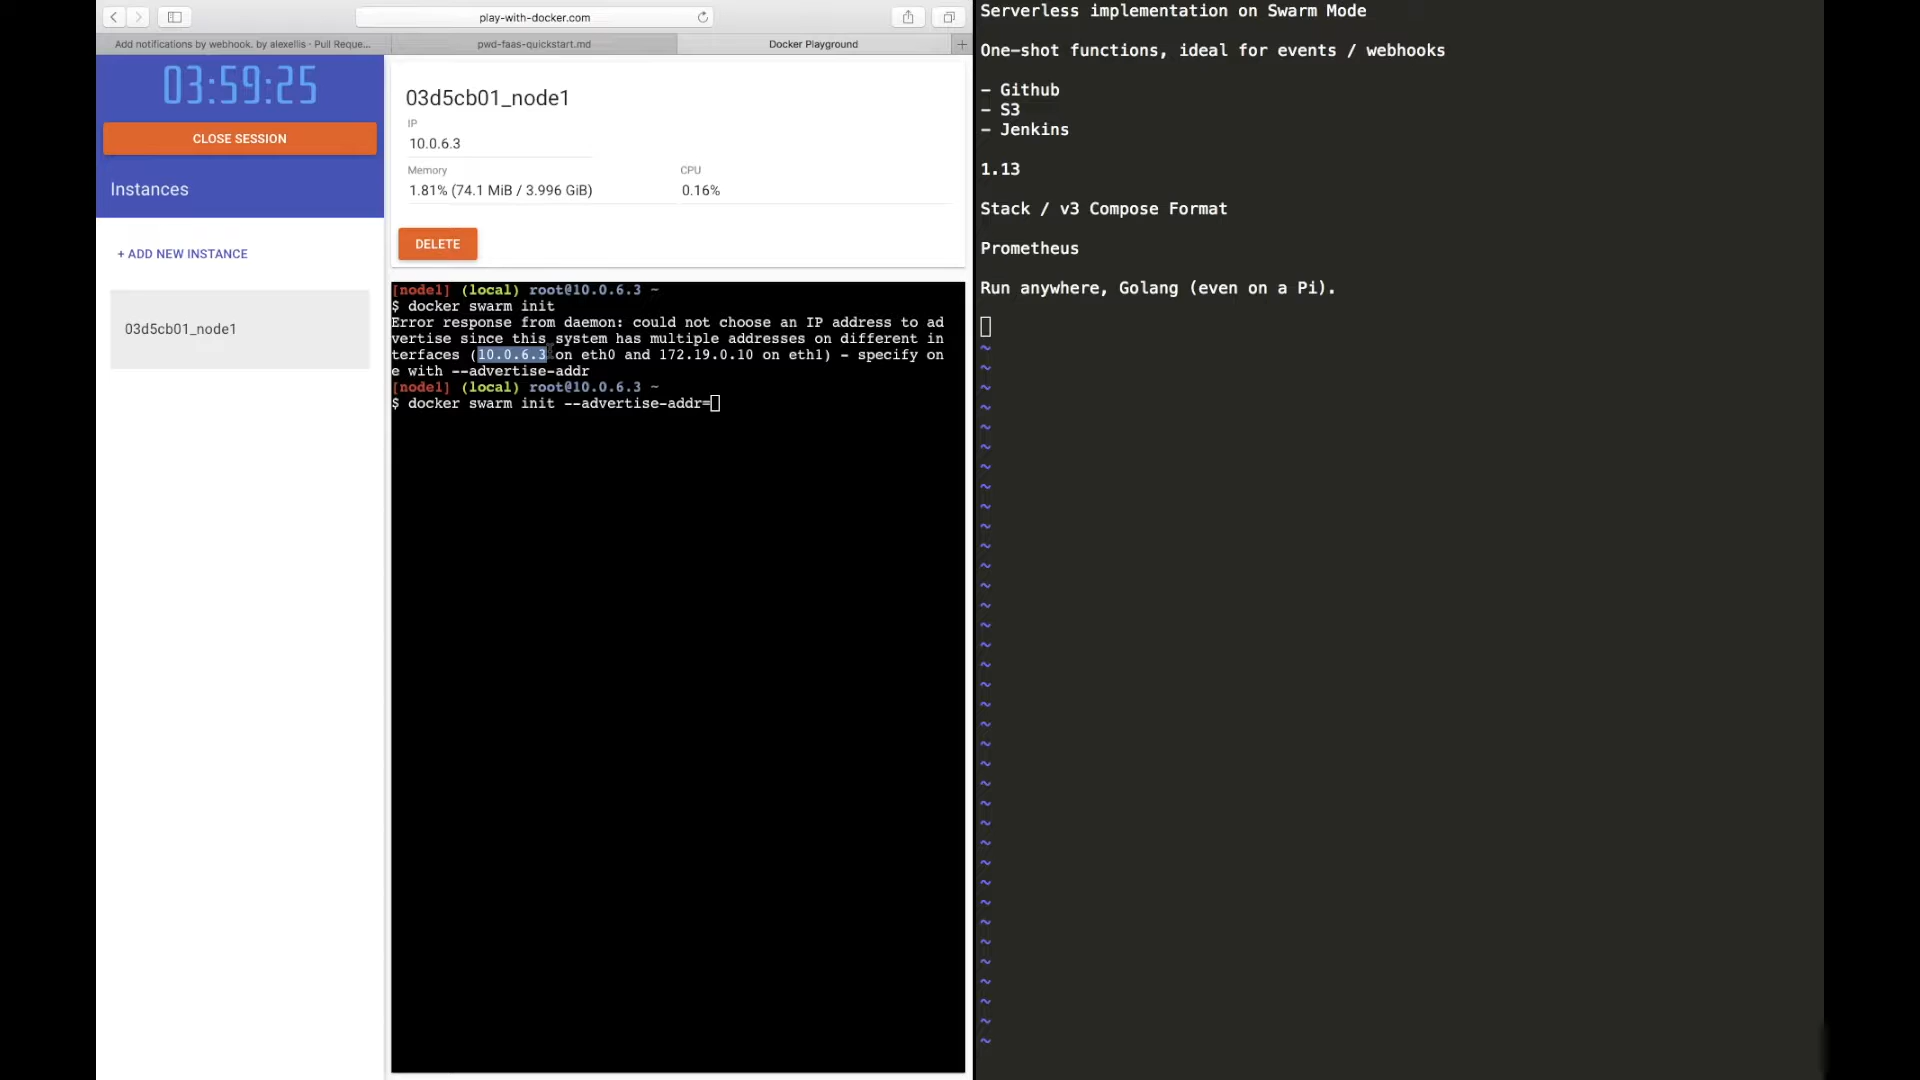 play-with-docker.com
Add notifications by webhook. by alexellis · Pull Reque...
pwd-faas-quickstart.md
Docker Playground
03:59:25
CLOSE SESSION
Instances
+ ADD NEW INSTANCE
03d5cb01_node1
03d5cb01_node1
IP
10.0.6.3
Memory
CPU
1.81% (74.1 MiB / 3.996 GiB)
0.16%
DELETE
[node1] (local) root@10.0.6.3 ~
$ docker swarm init
Error response from daemon: could not choose an IP address to ad
vertise since this system has multiple addresses on different in
terfaces (10.0.6.3 on eth0 and 172.19.0.10 on eth1) - specify on
e with --advertise-addr
[node1] (local) root@10.0.6.3 ~
$ docker swarm init --advertise-addr=
Serverless implementation on Swarm Mode
One-shot functions, ideal for events / webhooks
- Github
- S3
- Jenkins
1.13
Stack / v3 Compose Format
Prometheus
Run anywhere, Golang (even on a Pi).